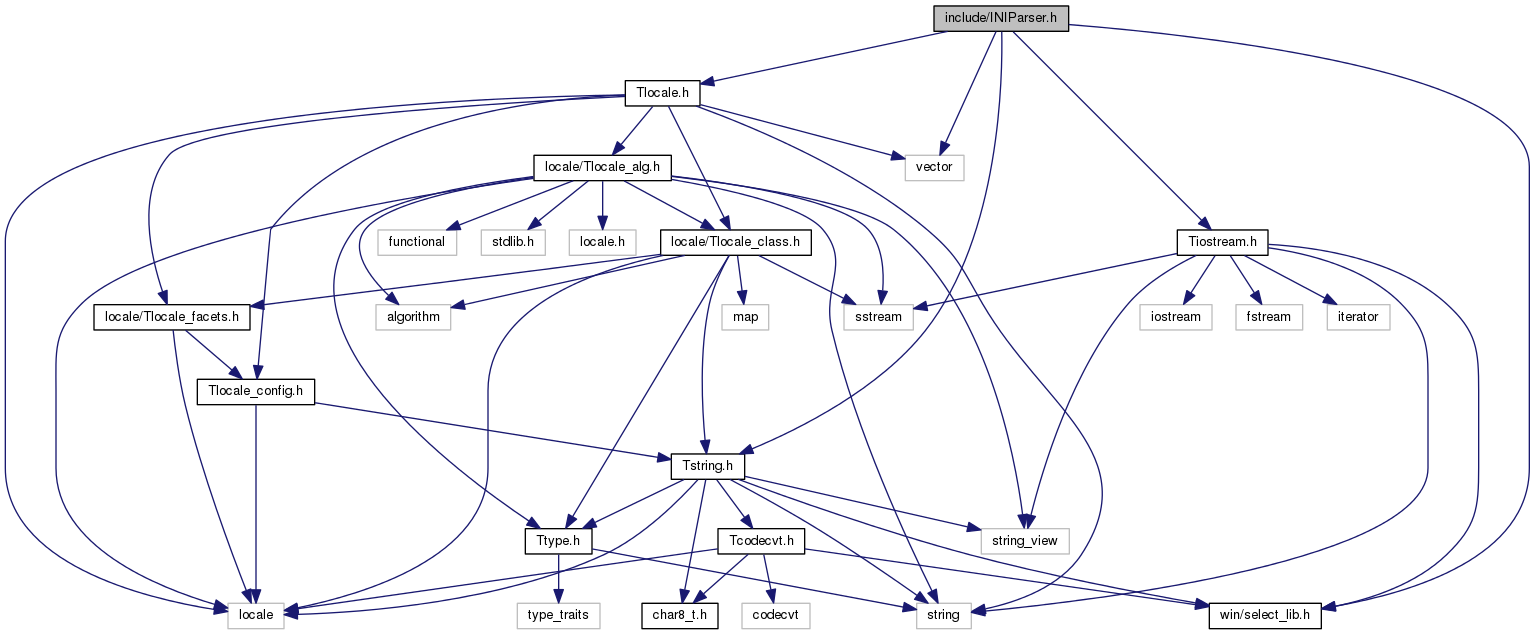 include/INIParser.h
Tlocale.h
locale/Tlocale_alg.h
vector
functional
stdlib.h
locale.h
locale/Tlocale_class.h
Tiostream.h
locale/Tlocale_facets.h
algorithm
map
sstream
iostream
fstream
iterator
Tlocale_config.h
Tstring.h
Ttype.h
Tcodecvt.h
string_view
locale
type_traits
char8_t.h
codecvt
string
win/select_lib.h